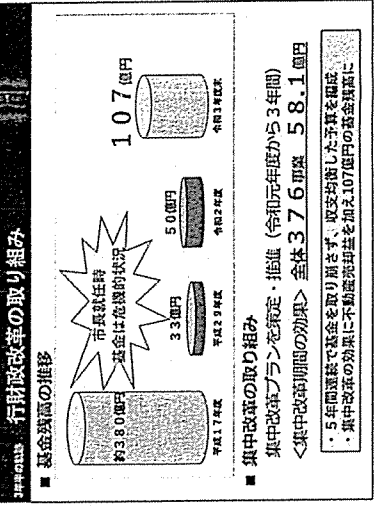 行財政改革の取り組み
■ 基金残高の推移
市長就任時
基金は危機的状況
約380億円
33億円
50億円
107億円
平成17年度
平成29年度
令和2年度
令和3年度末
■ 集中改革の取り組み
集中改革プランを策定・推進（令和元年度から3年間）
＜集中改革期間の効果＞ 全体376事業 58.1億円
・5年間連続で基金を取り崩さず、収支均衡した予算を編成
・集中改革の効果に不動産売却益を加え107億円の基金残高に